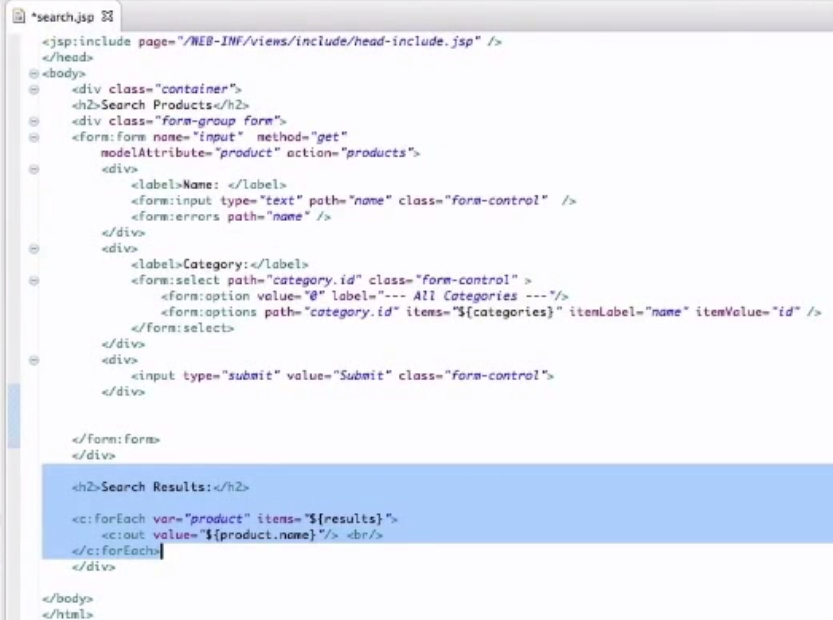 *search.jsp
<jsp:include page="/WEB-INF/views/include/head-include.jsp" />
</head>
<body>
<div class="container">
<h2>Search Products</h2>
<div class="form-group form">
<form:form name="input" method="get"
modelAttribute="product" action="products">
<div>
<label>Name: </label>
<form:input type="text" path="name" class="form-control" />
<form:errors path="name" />
</div>
<div>
<label>Category:</label>
<form:select path="category.id" class="form-control" >
<form:option value="0" label="--- All Categories ---"/>
<form:options path="category.id" items="${categories}" itemLabel="name" itemValue="id" />
</form:select>
</div>
<div>
<input type="submit" value="Submit" class="form-control">
</div>
</form:form>
</div>
<h2>Search Results:</h2>
<c:forEach var="product" items="${results}">
<c:out value="${product.name}"/> <br/>
</c:forEach>
</div>
</body>
</html>